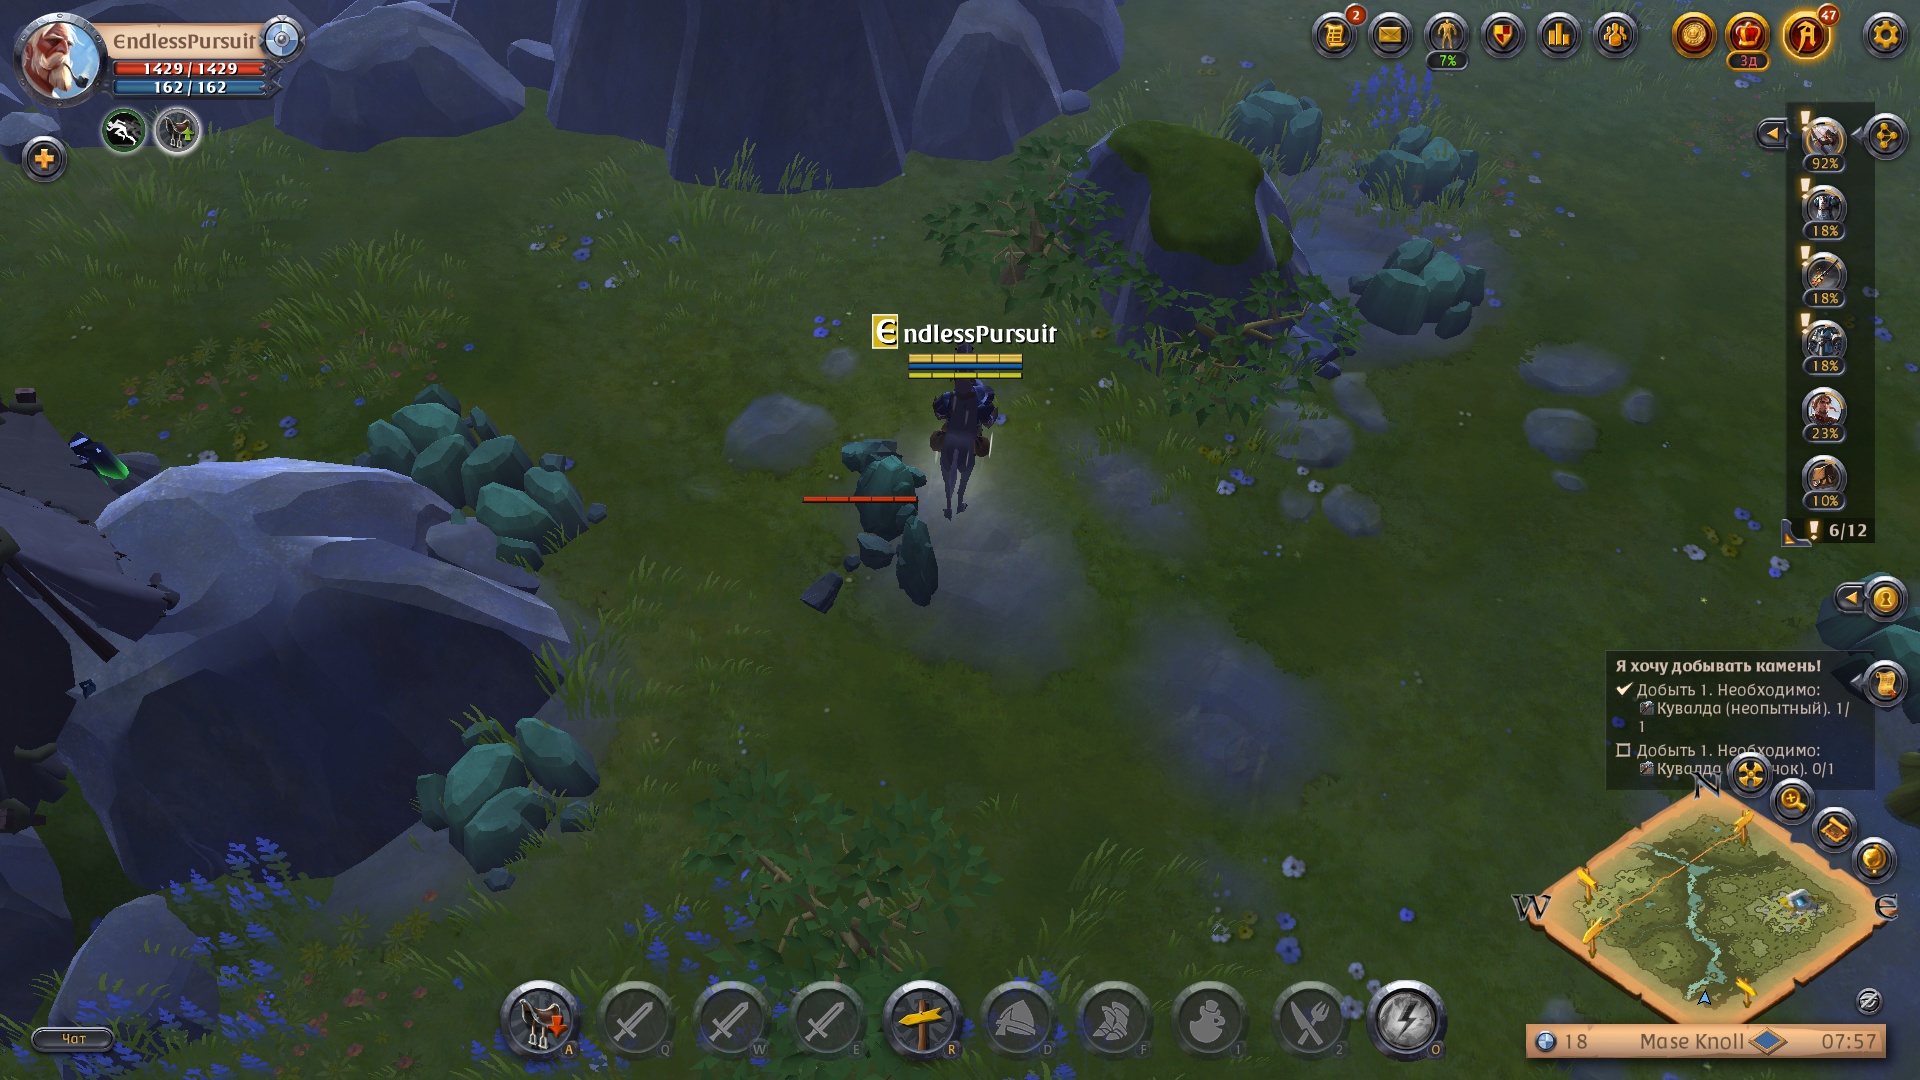 EndlessPursuit
1429 / 1429
162 / 162
2
7%
3д
47
92%
18%
18%
18%
23%
10%
6/12
EndlessPursuit
Я хочу добывать камень!
Добыть 1. Необходимо:
Кувалда (неопытный). 1/
1
Добыть 1. Необходимо:
Кувалда ( чок). 0/1
N
W
E
Чат
A
Q
W
E
R
D
F
1
2
O
18
Mase Knoll
07:57